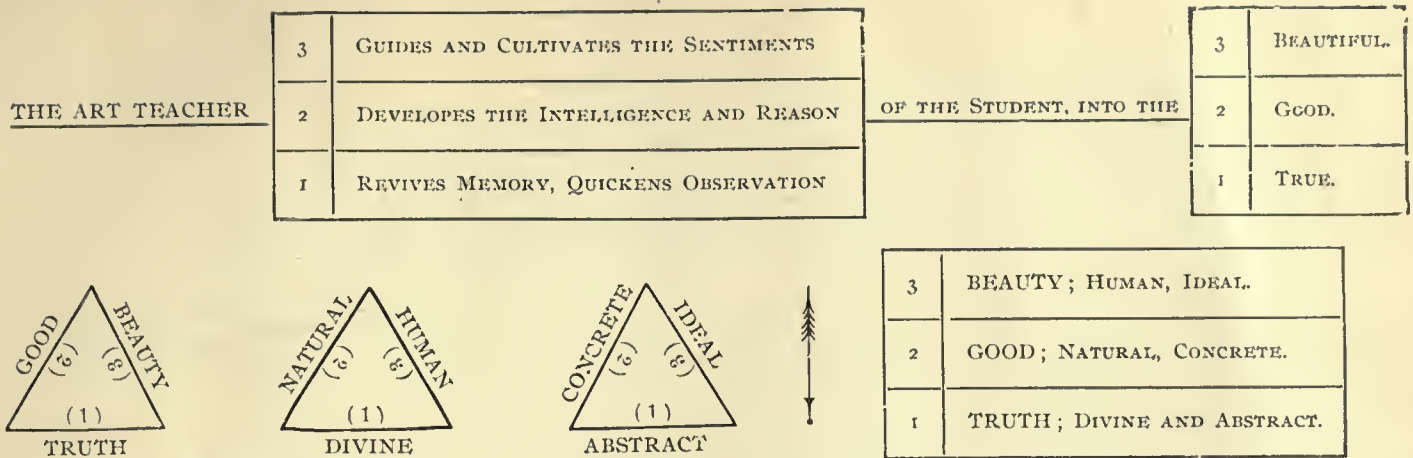 THE ART TEACHER
3 GUIDES AND CULTIVATES THE SENTIMENTS
2 DEVELOPES THE INTELLIGENCE AND REASON
1 REVIVES MEMORY, QUICKENS OBSERVATION
OF THE STUDENT, INTO THE
3 BEAUTIFUL.
2 GOOD.
1 TRUE.
GOOD (2)
BEAUTY (3)
(1)
TRUTH
NATURAL (2)
HUMAN (3)
(1)
DIVINE
CONCRETE (2)
IDEAL (3)
(1)
ABSTRACT
3 BEAUTY; HUMAN, IDEAL.
2 GOOD; NATURAL, CONCRETE.
1 TRUTH; DIVINE AND ABSTRACT.